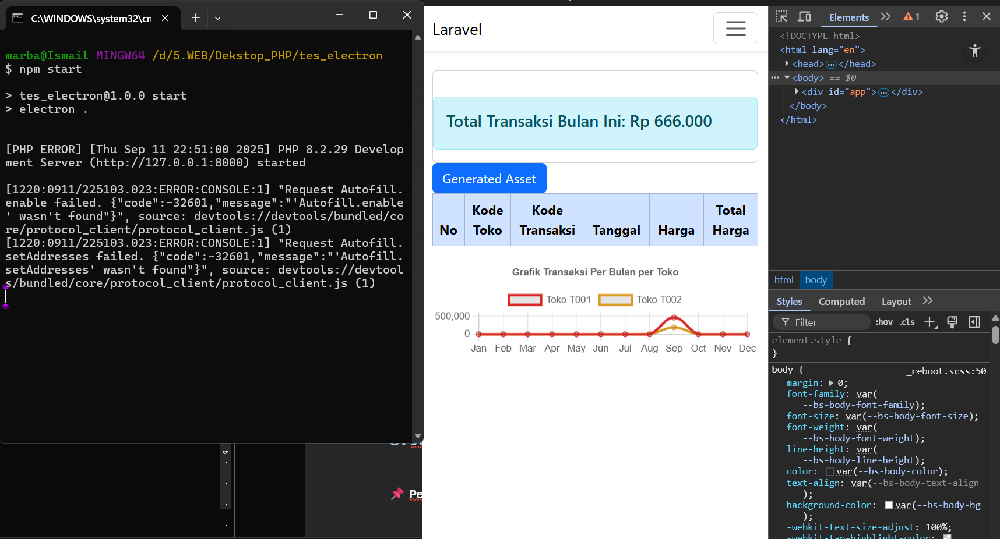 C:\WINDOWS\system32\cn
marba@Ismail MINGW64 /d/5.WEB/Dekstop_PHP/tes_electron
$ npm start
> tes_electron@1.0.0 start
> electron .
[PHP ERROR] [Thu Sep 11 22:51:00 2025] PHP 8.2.29 Develop
ment Server (http://127.0.0.1:8000) started
[1220:0911/225103.023:ERROR:CONSOLE:1] "Request Autofill.
enable failed. {"code":-32601,"message":"'Autofill.enable
' wasn't found"}", source: devtools://devtools/bundled/co
re/protocol_client/protocol_client.js (1)
[1220:0911/225103.023:ERROR:CONSOLE:1] "Request Autofill.
setAddresses failed. {"code":-32601,"message":"'Autofill.
setAddresses' wasn't found"}", source: devtools://devtool
s/bundled/core/protocol_client/protocol_client.js (1)
9
Pe
Laravel
Total Transaksi Bulan Ini: Rp 666.000
Generated Asset
No Kode Toko Kode Transaksi Tanggal Harga Total Harga
Grafik Transaksi Per Bulan per Toko
Toko T001 Toko T002
500,000
0
Jan Feb Mar Apr May Jun Jul Aug Sep Oct Nov Dec
Elements 1
<!DOCTYPE html>
<html lang="en">
<head> </head>
<body> == $0
<div id="app"> </div>
</body>
</html>
html body
Styles Computed Layout
Filter :hov .cls
element.style {
}
body { _reboot.scss:50
margin: 0;
font-family: var(
--bs-body-font-family);
font-size: var(--bs-body-font-size);
font-weight: var(
--bs-body-font-weight);
line-height: var(
--bs-body-line-height);
color: var(--bs-body-color);
text-align: var(--bs-body-text-align
);
background-color: var(--bs-body-bg
);
-webkit-text-size-adjust: 100%;
-webkit-tap-highlight-color: